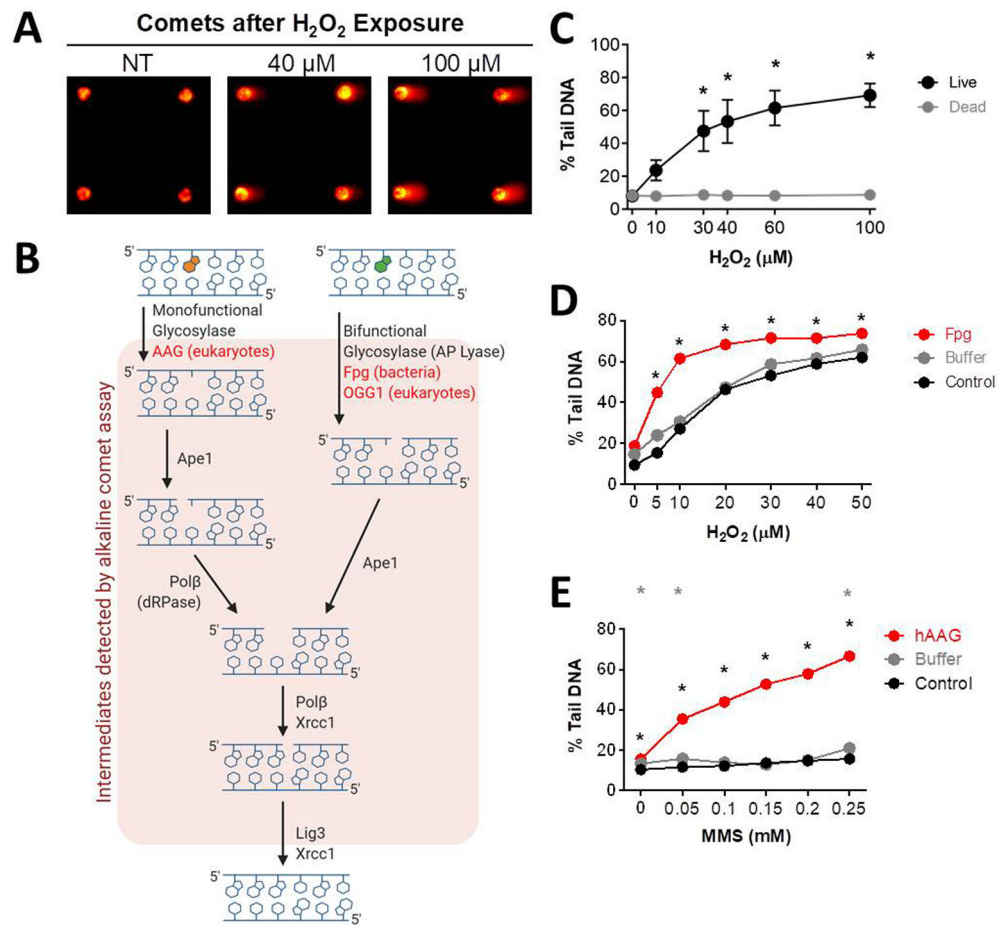 A
Comets after H₂O₂ Exposure
NT
40 µM
100 µM
B
5'
5'
5'
5'
Monofunctional
Glycosylase
AAG (eukaryotes)
Bifunctional
Glycosylase (AP Lyase)
Fpg (bacteria)
OGG1 (eukaryotes)
5'
5'
5'
5'
Ape1
5'
5'
Ape1
Polβ
(dRPase)
5'
5'
Polβ
Xrcc1
5'
5'
Lig3
Xrcc1
5'
5'
Intermediates detected by alkaline comet assay
C
% Tail DNA
100
80
60
40
20
0
* * * *
0 10 30 40 60 100
H₂O₂ (µM)
Live
Dead
D
% Tail DNA
80
60
40
20
0
* * * * * *
0 5 10 20 30 40 50
H₂O₂ (µM)
Fpg
Buffer
Control
E
* * *
% Tail DNA
80
60
40
20
0
* * * * * *
0 0.05 0.1 0.15 0.2 0.25
MMS (mM)
hAAG
Buffer
Control